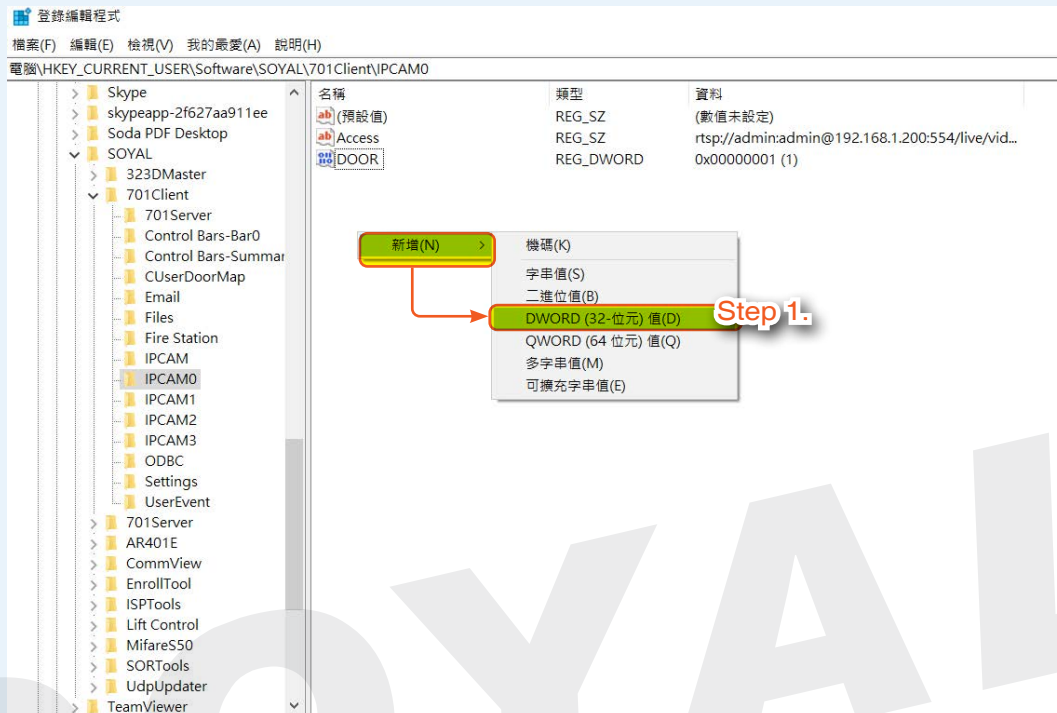 登錄編輯程式
檔案(F) 編輯(E) 檢視(V) 我的最愛(A) 說明(H)
電腦\HKEY_CURRENT_USER\Software\SOYAL\701Client\IPCAM0
Skype
skypeapp-2f627aa911ee
Soda PDF Desktop
SOYAL
323DMaster
701Client
701Server
Control Bars-Bar0
Control Bars-Summar
CUserDoorMap
Email
Files
Fire Station
IPCAM
IPCAM0
IPCAM1
IPCAM2
IPCAM3
ODBC
Settings
UserEvent
701Server
AR401E
CommView
EnrollTool
ISPTools
Lift Control
MifareS50
SORTools
UdpUpdater
TeamViewer
名稱 類型 資料
(預設值) REG_SZ (數值未設定)
Access REG_SZ rtsp://admin:admin@192.168.1.200:554/live/vid...
DOOR REG_DWORD 0x00000001 (1)
新增(N)
機碼(K)
字串值(S)
二進位值(B)
DWORD (32-位元) 值(D)
Step 1.
QWORD (64 位元) 值(Q)
多字串值(M)
可擴充字串值(E)
SOYAL